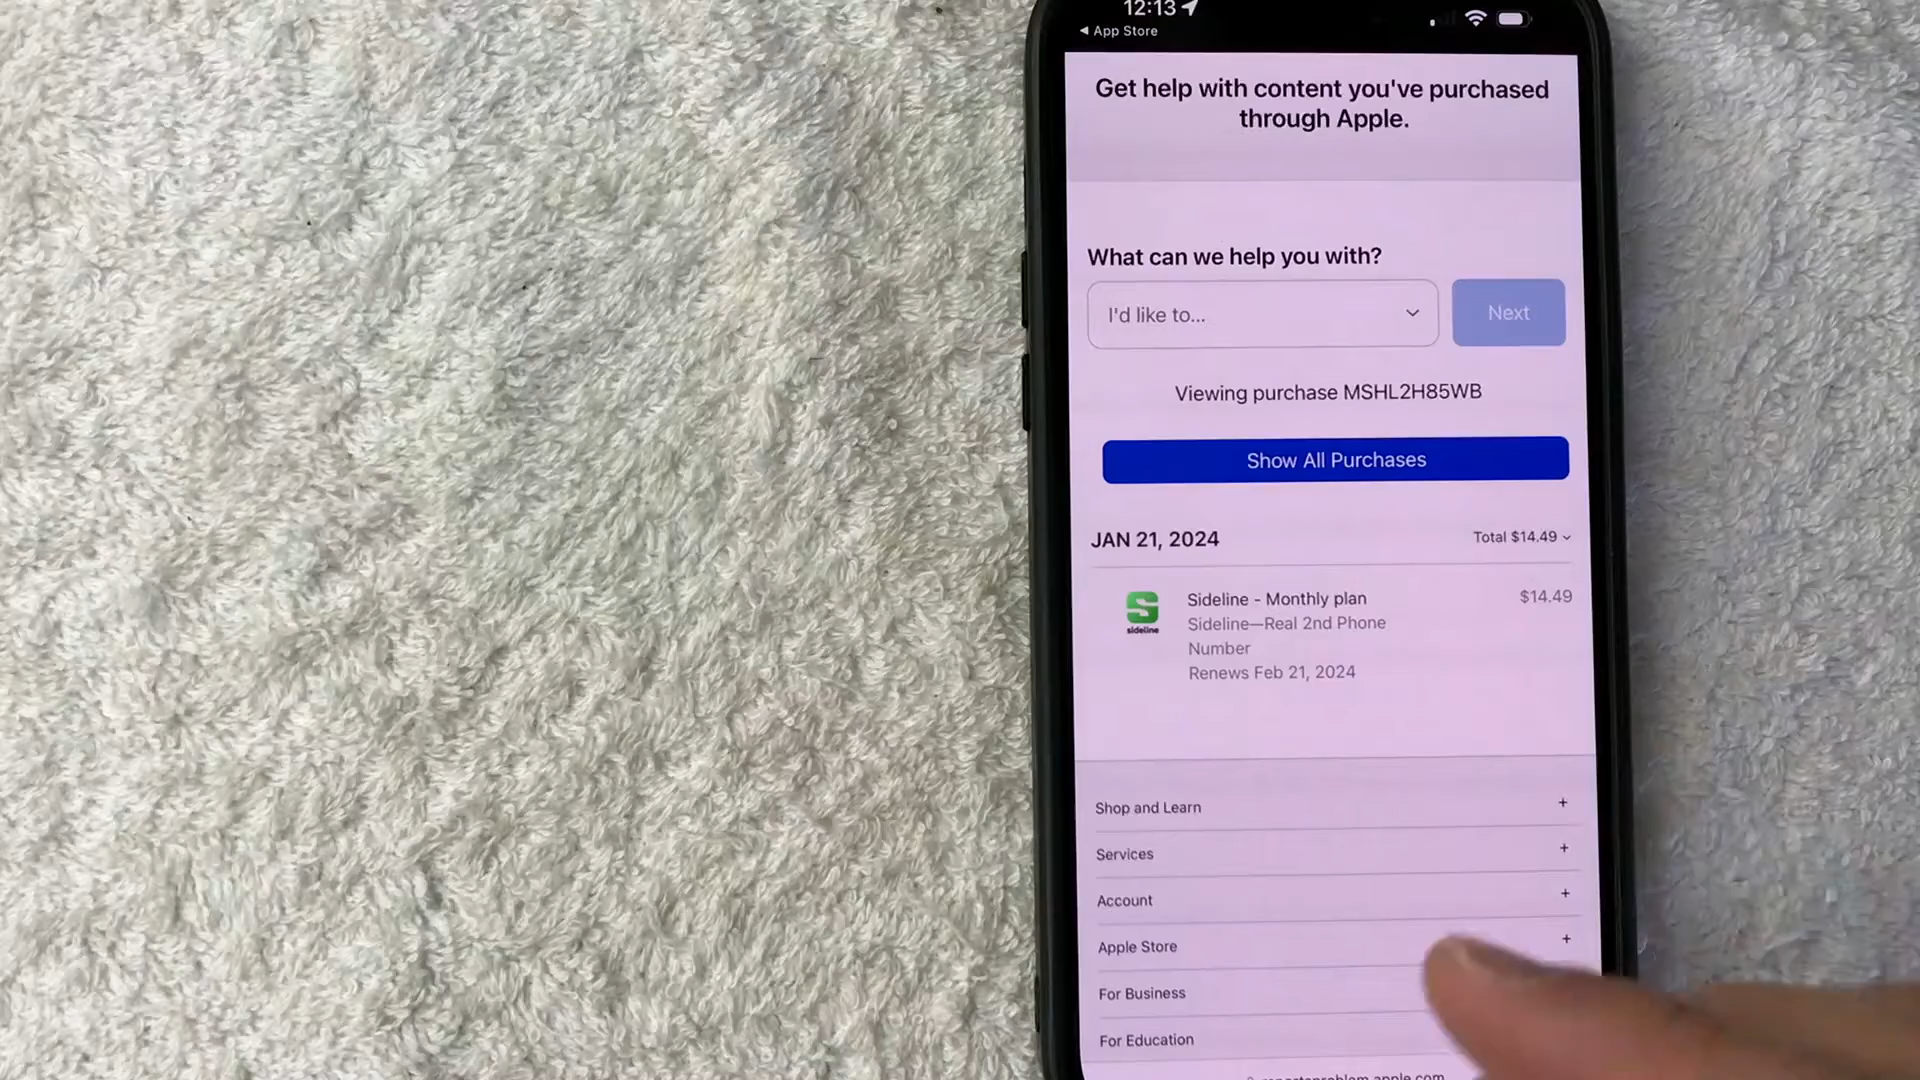 12:13
App Store
Get help with content you've purchased
through Apple.
What can we help you with?
I'd like to...
Next
Viewing purchase MSHL2H85WB
Show All Purchases
JAN 21, 2024
Total $14.49
sideline
Sideline - Monthly plan
$14.49
Sideline—Real 2nd Phone
Number
Renews Feb 21, 2024
Shop and Learn
Services
Account
Apple Store
For Business
For Education
reportaproblem.apple.com